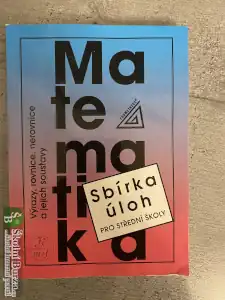 Ma
te
ma
ti
ka
Výrazy, rovnice, nerovnice
a jejich soustavy
Sbírka
úloh
PRO STŘEDNÍ ŠKOLY